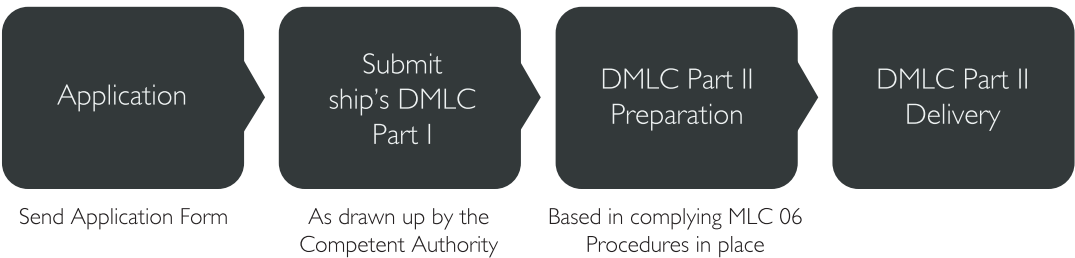 Application
Send Application Form
Submit
ship's DMLC
Part I
As drawn up by the
Competent Authority
DMLC Part II
Preparation
Based in complying MLC 06
Procedures in place
DMLC Part II
Delivery